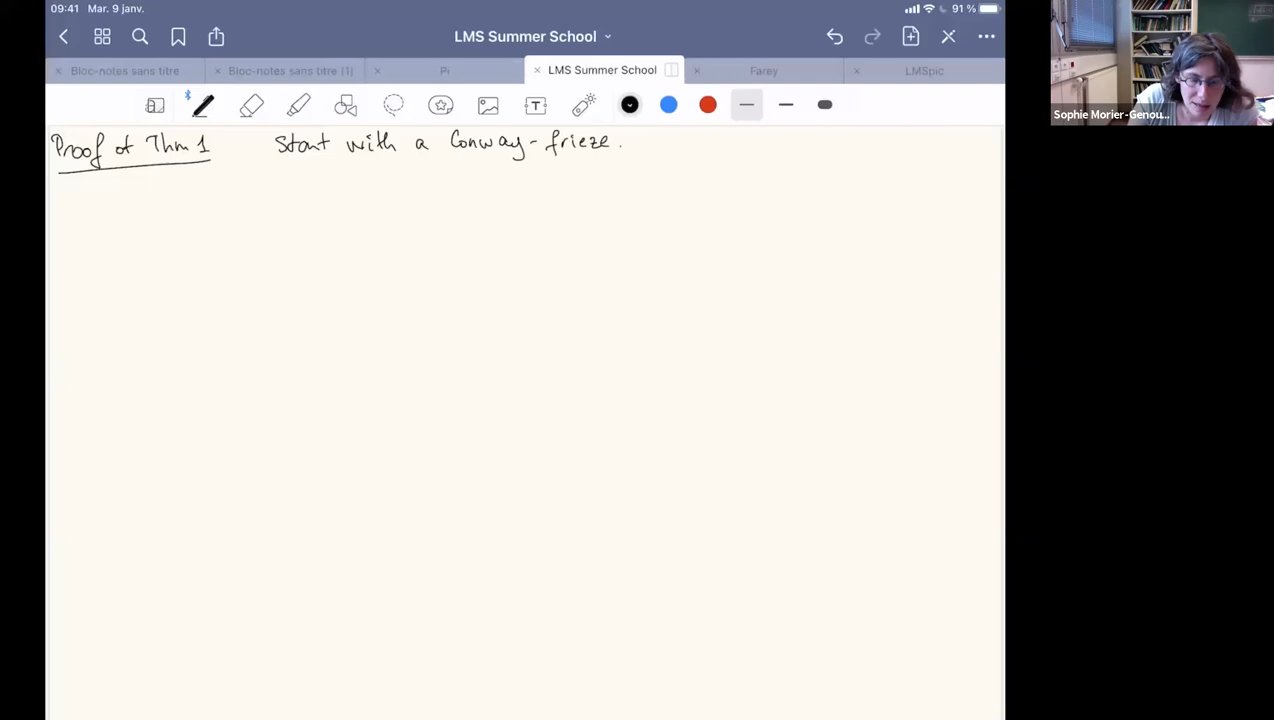 09:41 Mar. 9 janv.
91 %
LMS Summer School
Bloc-notes sans titre
Bloc-notes sans titre (1)
Pi
LMS Summer School
Farey
LMSpic
T
Sophie Morier-Genou...
Proof of Thm 1 Start with a Conway-frieze.